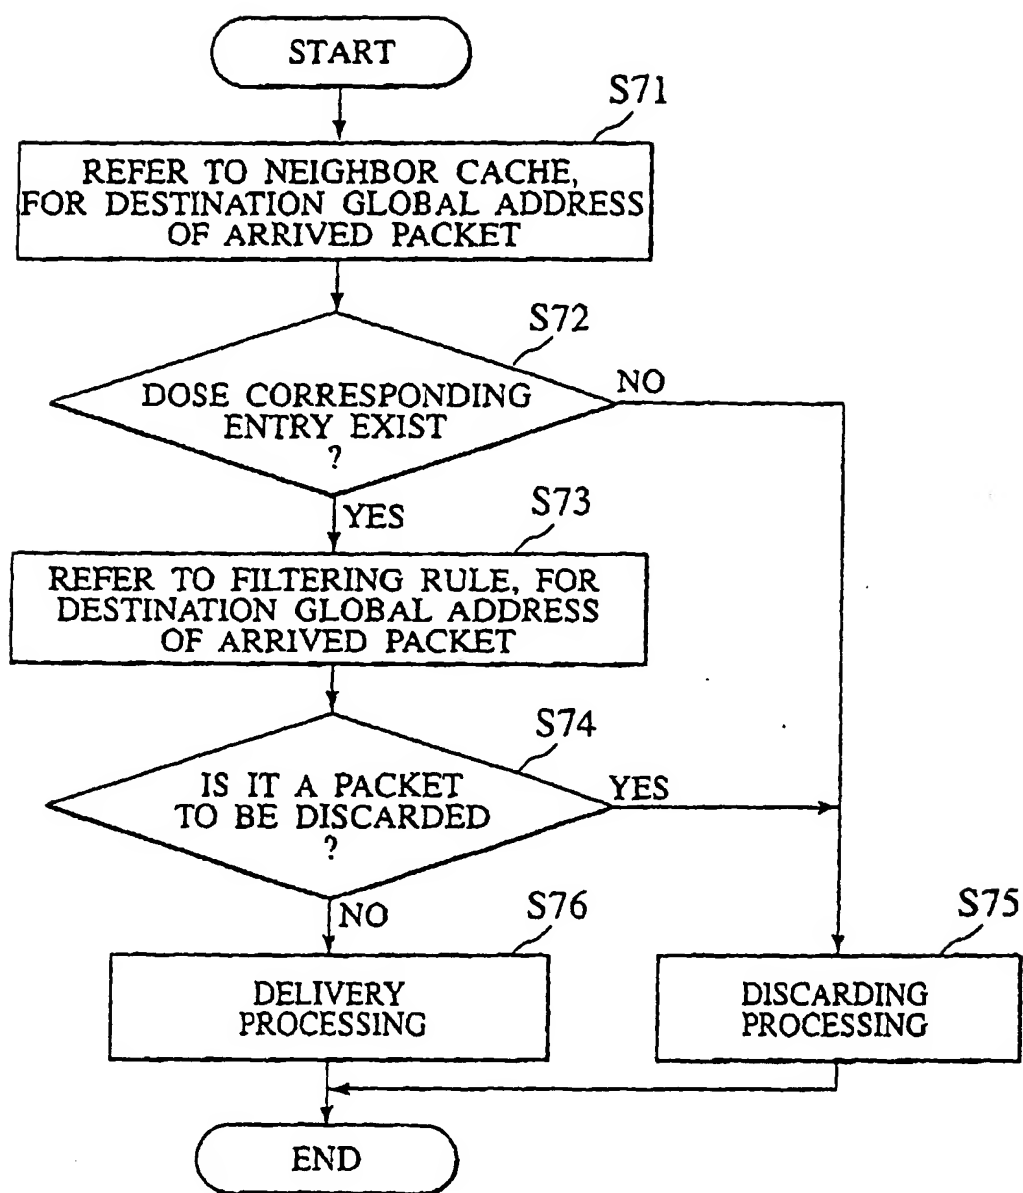 START
S71
REFER TO NEIGHBOR CACHE,
FOR DESTINATION GLOBAL ADDRESS
OF ARRIVED PACKET
S72
DOSE CORRESPONDING
ENTRY EXIST
?
NO
YES
S73
REFER TO FILTERING RULE, FOR
DESTINATION GLOBAL ADDRESS
OF ARRIVED PACKET
S74
IS IT A PACKET
TO BE DISCARDED
?
YES
NO
S76
DELIVERY
PROCESSING
S75
DISCARDING
PROCESSING
END